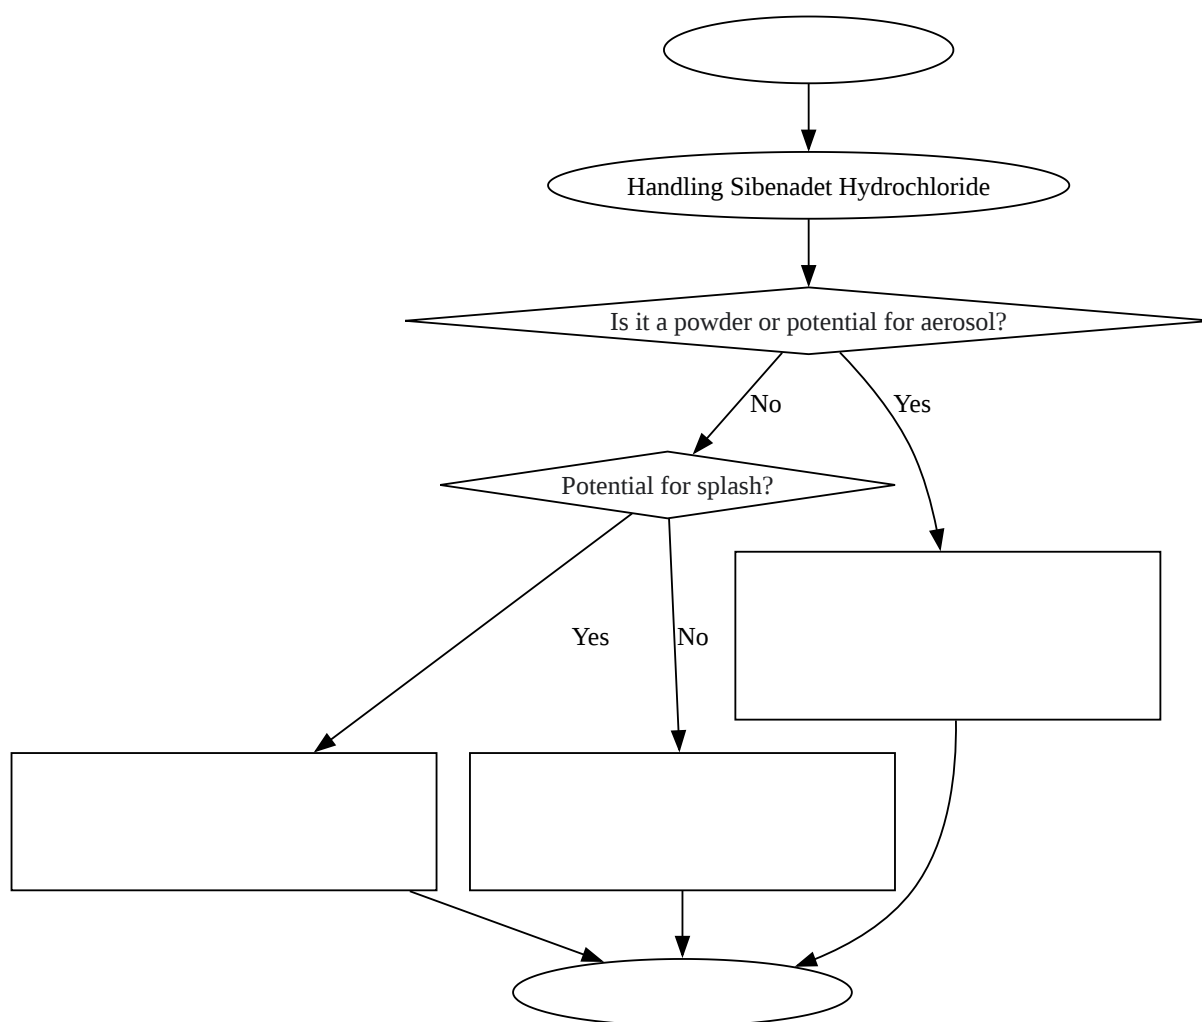 Handling Sibenadet Hydrochloride
Is it a powder or potential for aerosol?
No
Yes
Potential for splash?
Yes
No